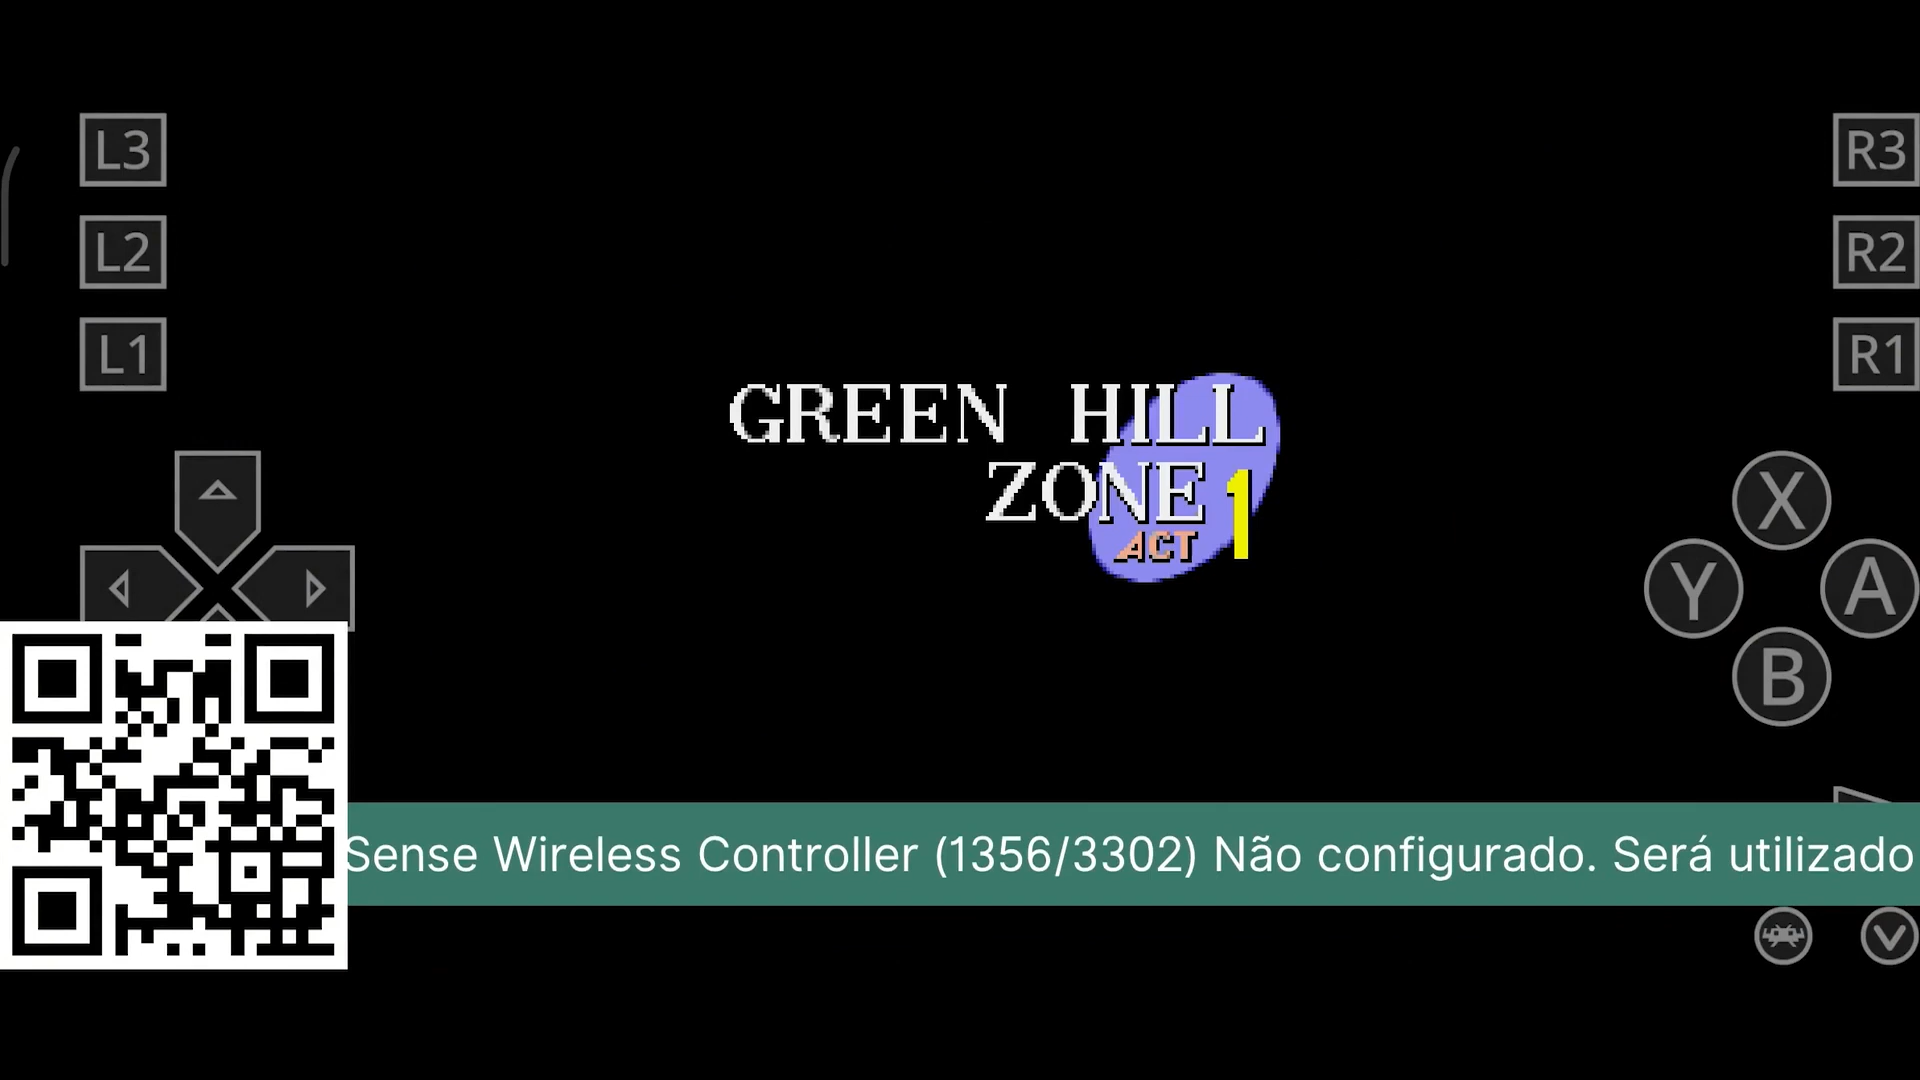 L3
R3
L2
R2
L1
R1
GREEN HILL
ZONE 1
ACT
X
Y
A
B
Sense Wireless Controller (1356/3302) Não configurado. Será utilizado